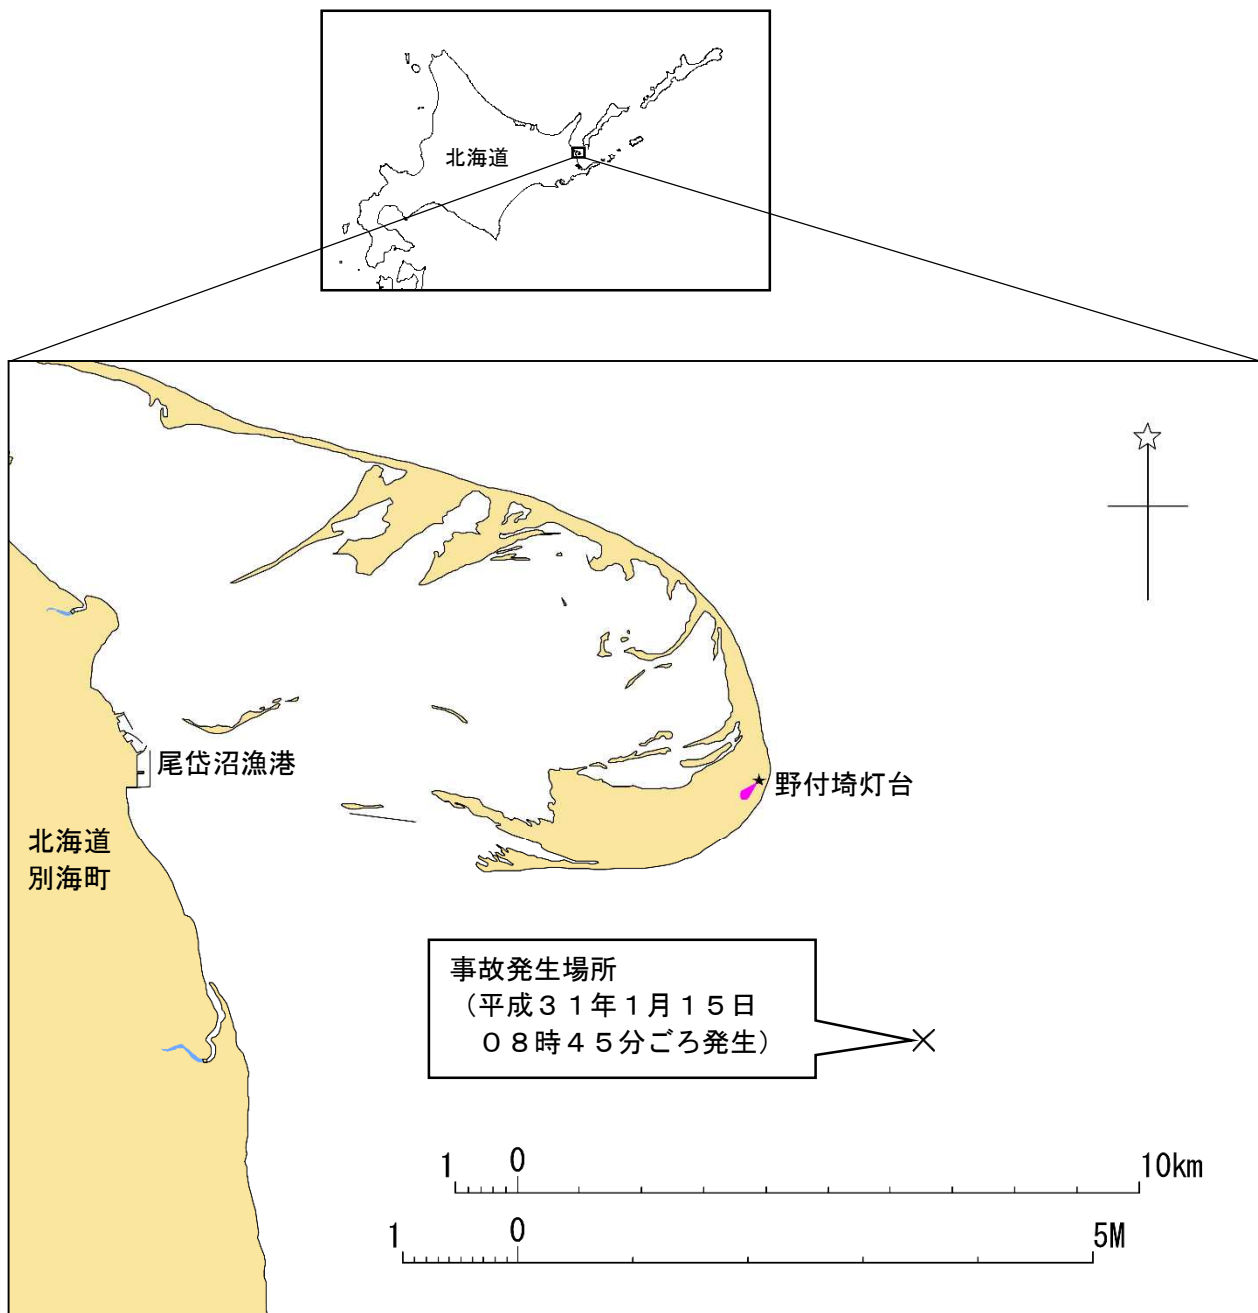 北海道
尾岱沼漁港
野付埼灯台
北海道
別海町
事故発生場所
（平成３１年１月１５日
０８時４５分ごろ発生）
1 0 10km
1 0 5M